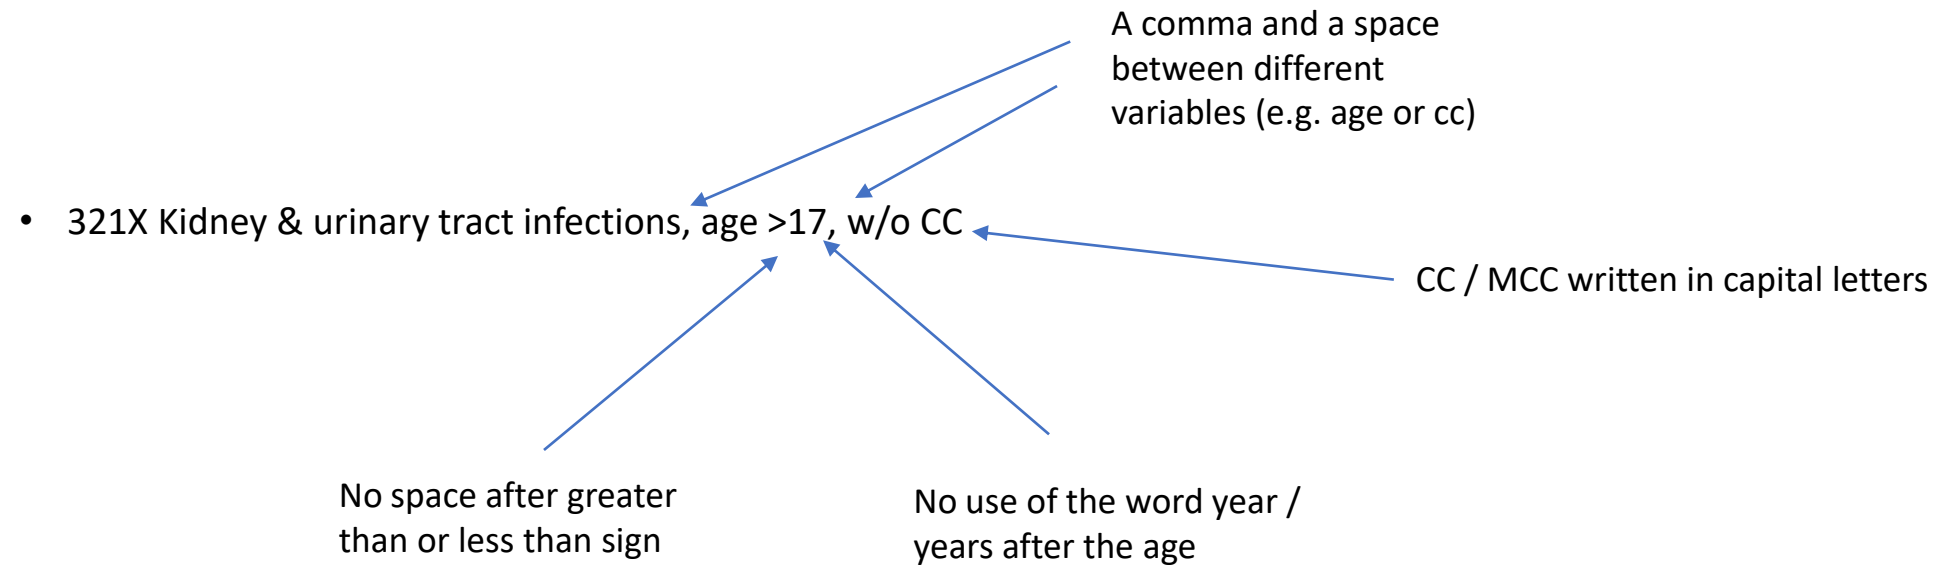 A comma and a space
between different
variables (e.g. age or cc)
• 321X Kidney & urinary tract infections, age >17, w/o CC
CC / MCC written in capital letters
No space after greater
than or less than sign
No use of the word year /
years after the age